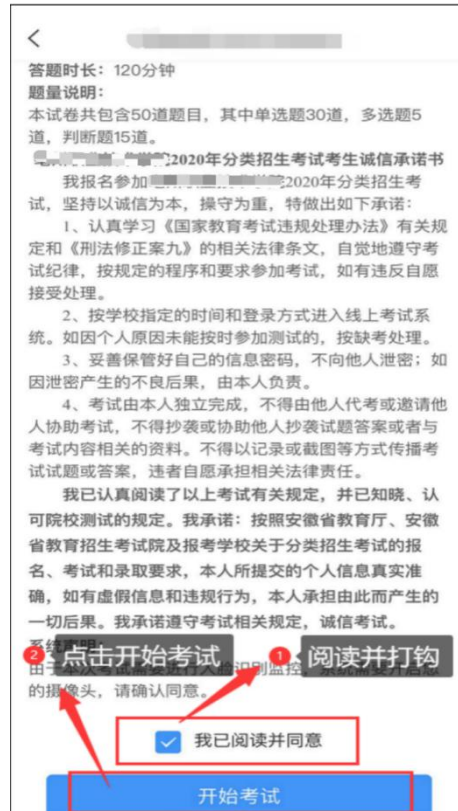 答题时长：120分钟
题量说明：
本试卷共包含50道题目，其中单选题30道，多选题5
道，判断题15道。
2020年分类招生考试考生诚信承诺书
我报名参加
2020年分类招生考
试，坚持以诚信为本，操守为重，特做出如下承诺：
1、认真学习《国家教育考试违规处理办法》有关规
定和《刑法修正案九》的相关法律条文，自觉地遵守考
试纪律，按规定的程序和要求参加考试，如有违反自愿
接受处理。
2、按学校指定的时间和登录方式进入线上考试系
统。如因个人原因未能按时参加测试的，按缺考处理。
3、妥善保管好自己的信息密码，不向他人泄密；如
因泄密产生的不良后果，由本人负责。
4、考试由本人独立完成，不得由他人代考或邀请他
人协助考试，不得抄袭或协助他人抄袭试题答案或者与
考试内容相关的资料。不得以记录或截图等方式传播考
试试题或答案，违者自愿承担相关法律责任。
我已认真阅读了以上考试有关规定，并已知晓、认
可院校测试的规定。我承诺：按照安徽省教育厅、安徽
省教育招生考试院及报考学校关于分类招生考试的报
名、考试和录取要求，本人所提交的个人信息真实准
确，如有虚假信息和违规行为，本人承担由此而产生的
一切后果。我承诺遵守考试相关规定，诚信考试。
2 点击开始考试
1 阅读并打钩
的摄像头，请确认同意。
我已阅读并同意
开始考试